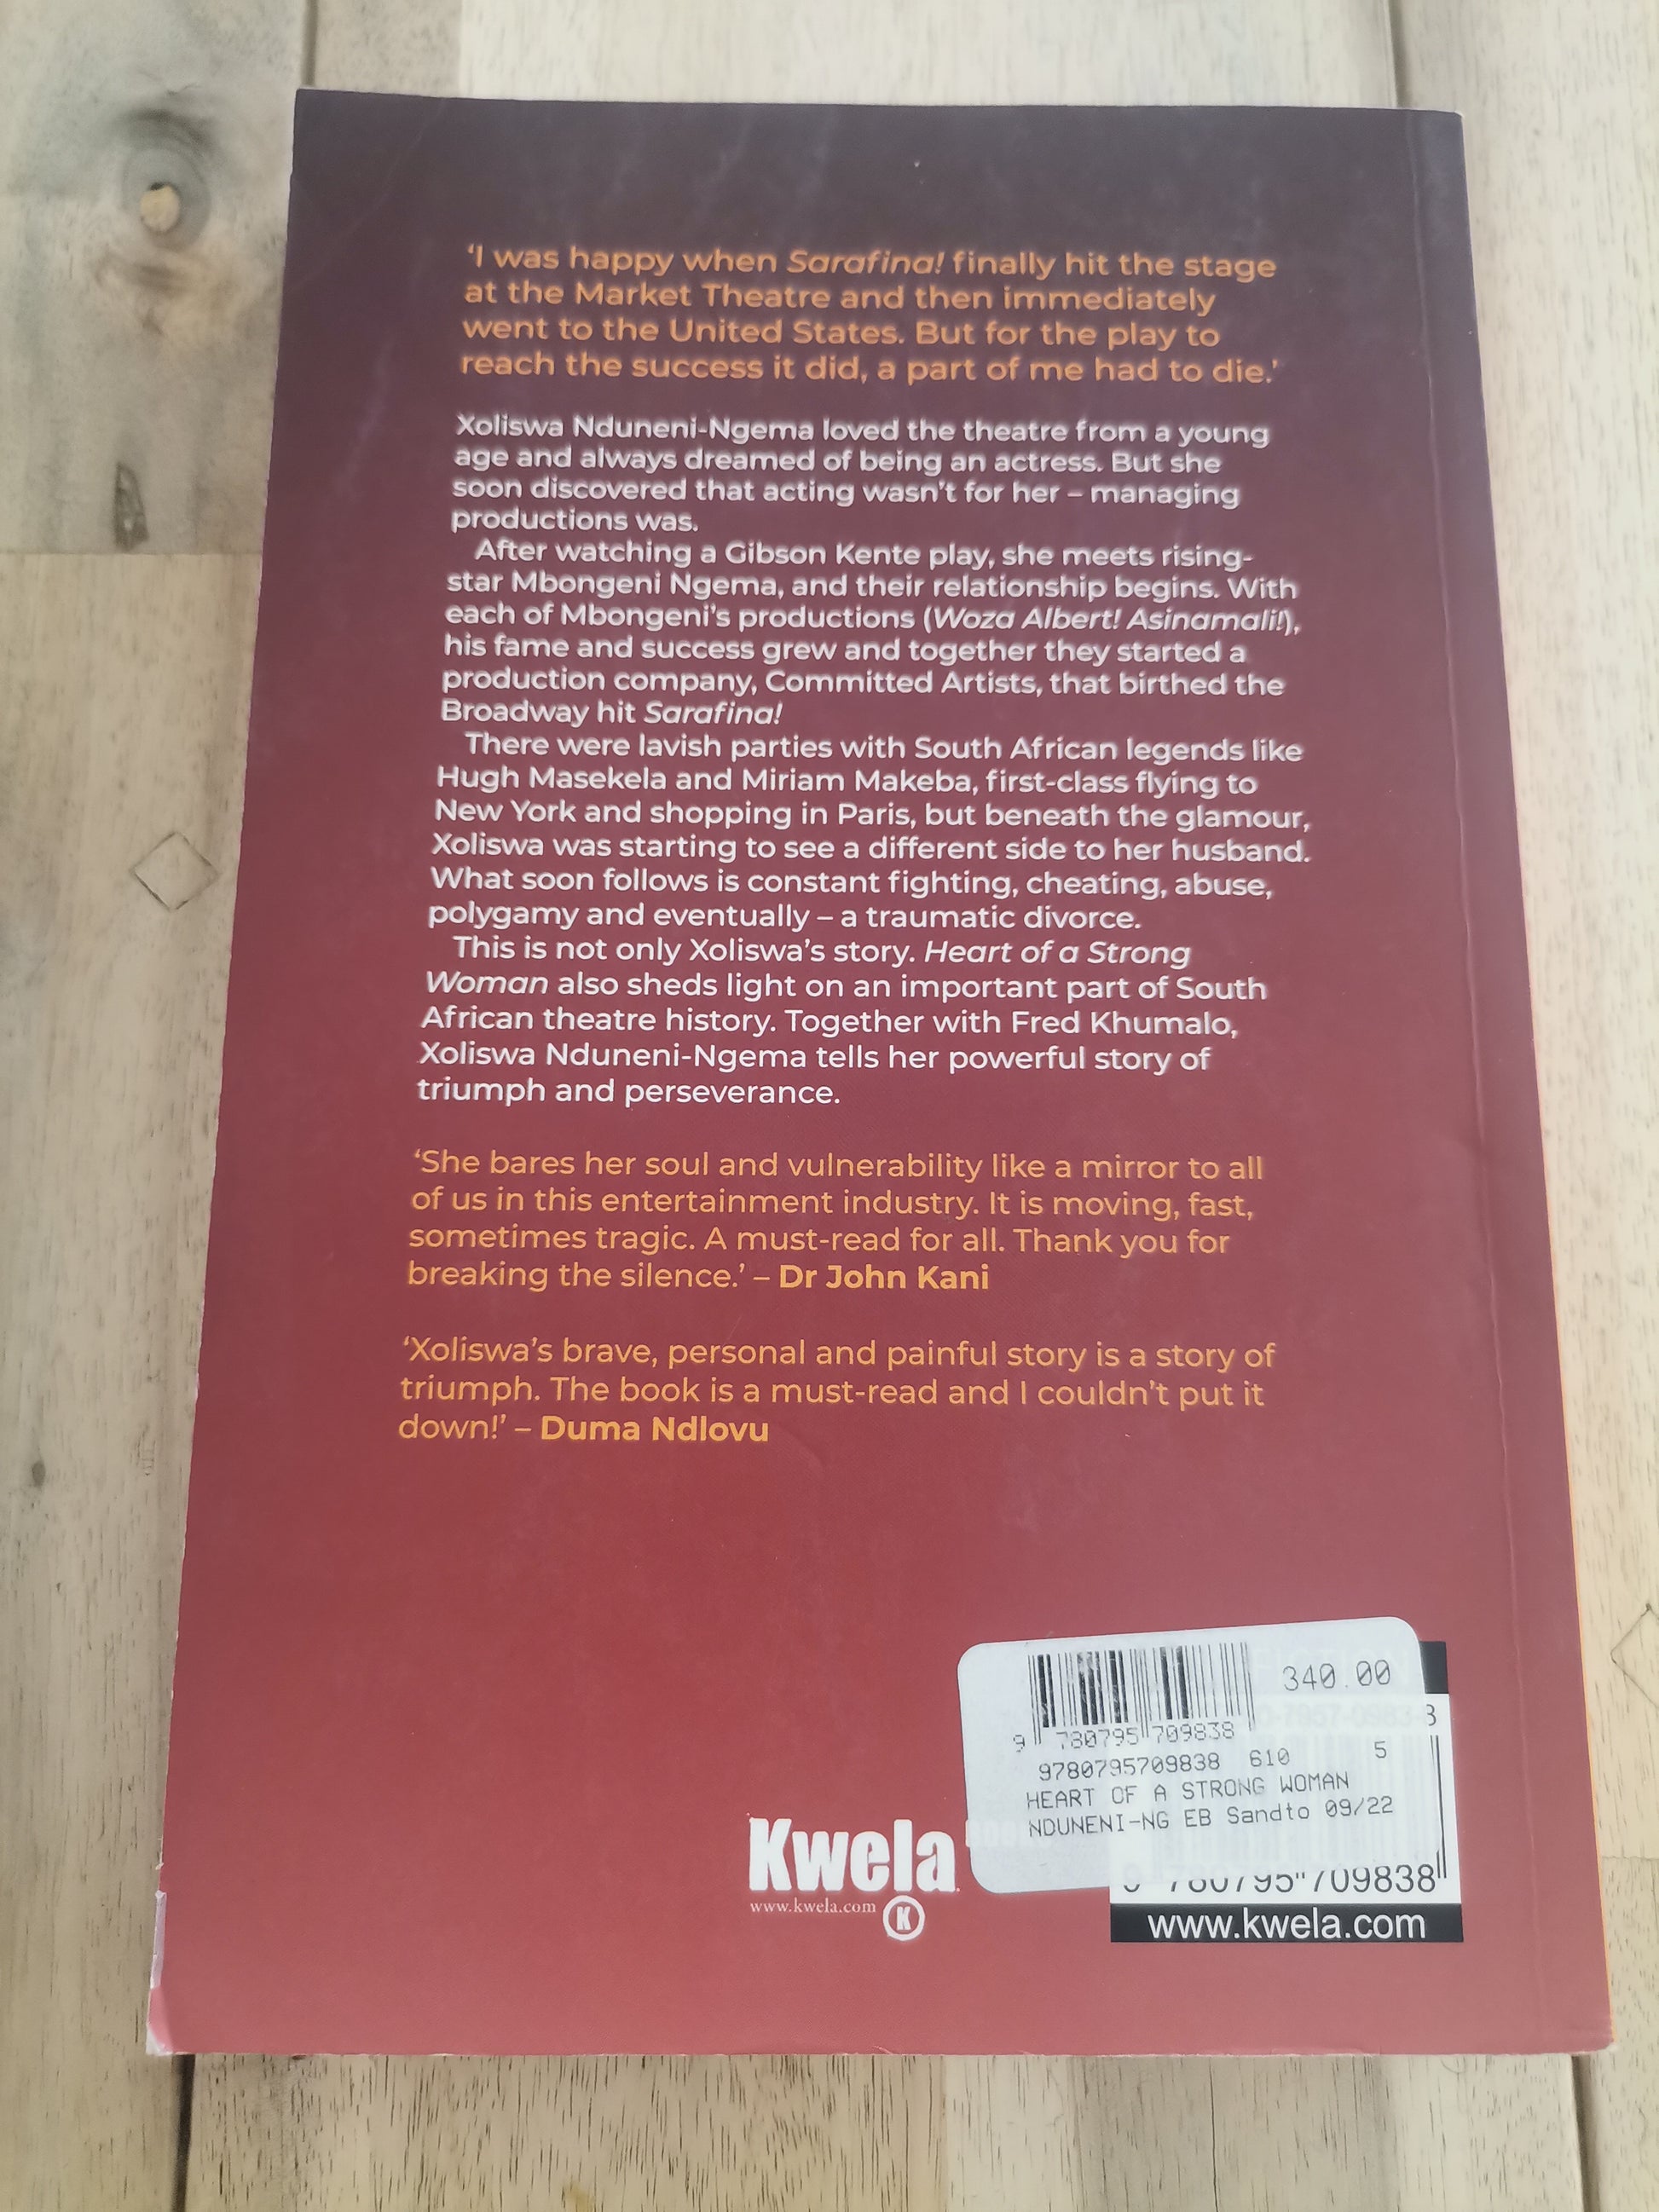 ‘I was happy when Sarafina! finally hit the stage
at the Market Theatre and then immediately
went to the United States. But for the play to
reach the success it did, a part of me had to die.’
Xoliswa Nduneni-Ngema loved the theatre from a young
age and always dreamed of being an actress. But she
soon discovered that acting wasn’t for her – managing
productions was.
After watching a Gibson Kente play, she meets rising-
star Mbongeni Ngema, and their relationship begins. With
each of Mbongeni’s productions (Woza Albert! Asinamali!),
his fame and success grew and together they started a
production company, Committed Artists, that birthed the
Broadway hit Sarafina!
There were lavish parties with South African legends like
Hugh Masekela and Miriam Makeba, first-class flying to
New York and shopping in Paris, but beneath the glamour,
Xoliswa was starting to see a different side to her husband.
What soon follows is constant fighting, cheating, abuse,
polygamy and eventually – a traumatic divorce.
This is not only Xoliswa’s story. Heart of a Strong
Woman also sheds light on an important part of South
African theatre history. Together with Fred Khumalo,
Xoliswa Nduneni-Ngema tells her powerful story of
triumph and perseverance.
‘She bares her soul and vulnerability like a mirror to all
of us in this entertainment industry. It is moving, fast,
sometimes tragic. A must-read for all. Thank you for
breaking the silence.’ – Dr John Kani
‘Xoliswa’s brave, personal and painful story is a story of
triumph. The book is a must-read and I couldn’t put it
down!’ – Duma Ndlovu
340.00
9 780795 709838
9780795709838 610 5
HEART OF A STRONG WOMAN
NDUNENI-NG EB Sandto 09/22
9 780795 709838
www.kwela.com
Kwela
www.kwela.com
K